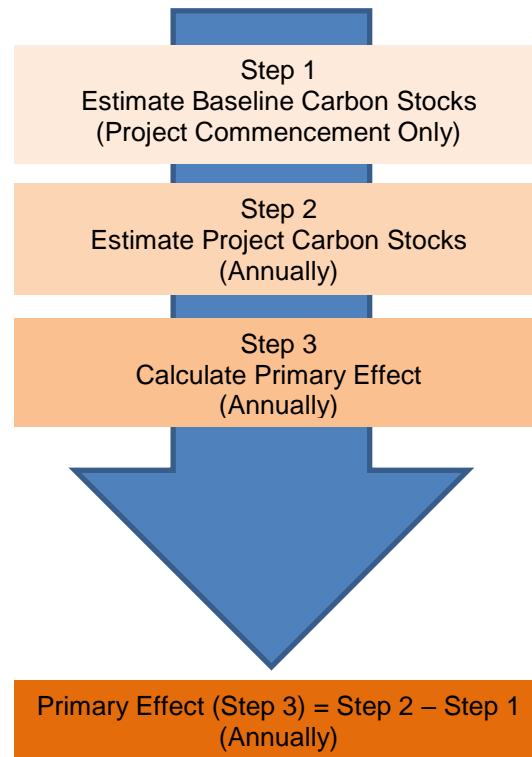 Step 1
Estimate Baseline Carbon Stocks
(Project Commencement Only)
Step 2
Estimate Project Carbon Stocks
(Annually)
Step 3
Calculate Primary Effect
(Annually)
Primary Effect (Step 3) = Step 2 – Step 1
(Annually)